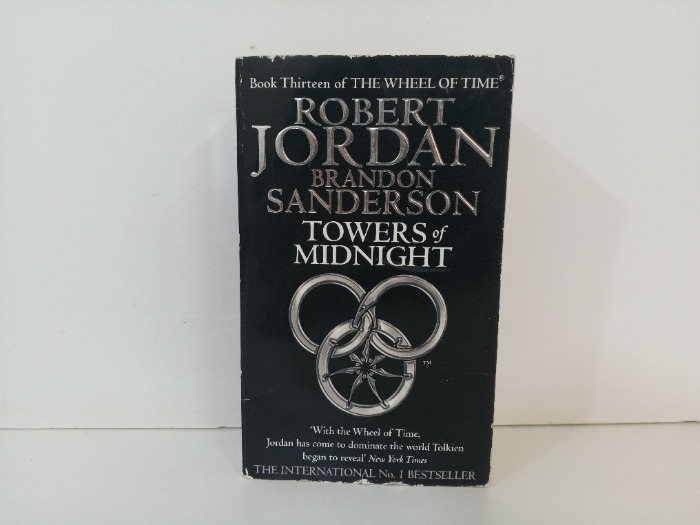 Book Thirteen of THE WHEEL OF TIME®
ROBERT
JORDAN
BRANDON
SANDERSON
TOWERS of
MIDNIGHT
TM
'With the Wheel of Time,
Jordan has come to dominate the world Tolkien
began to reveal' New York Times
THE INTERNATIONAL No. 1 BESTSELLER